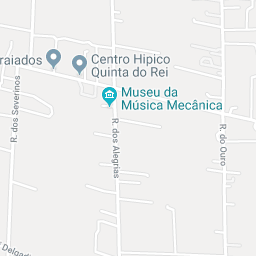 raiados
Centro Hipico
Quinta do Rei
Museu da
Música Mecânica
R. dos Severinos
R. dos Alegrias
R. do Ouro
Delgad